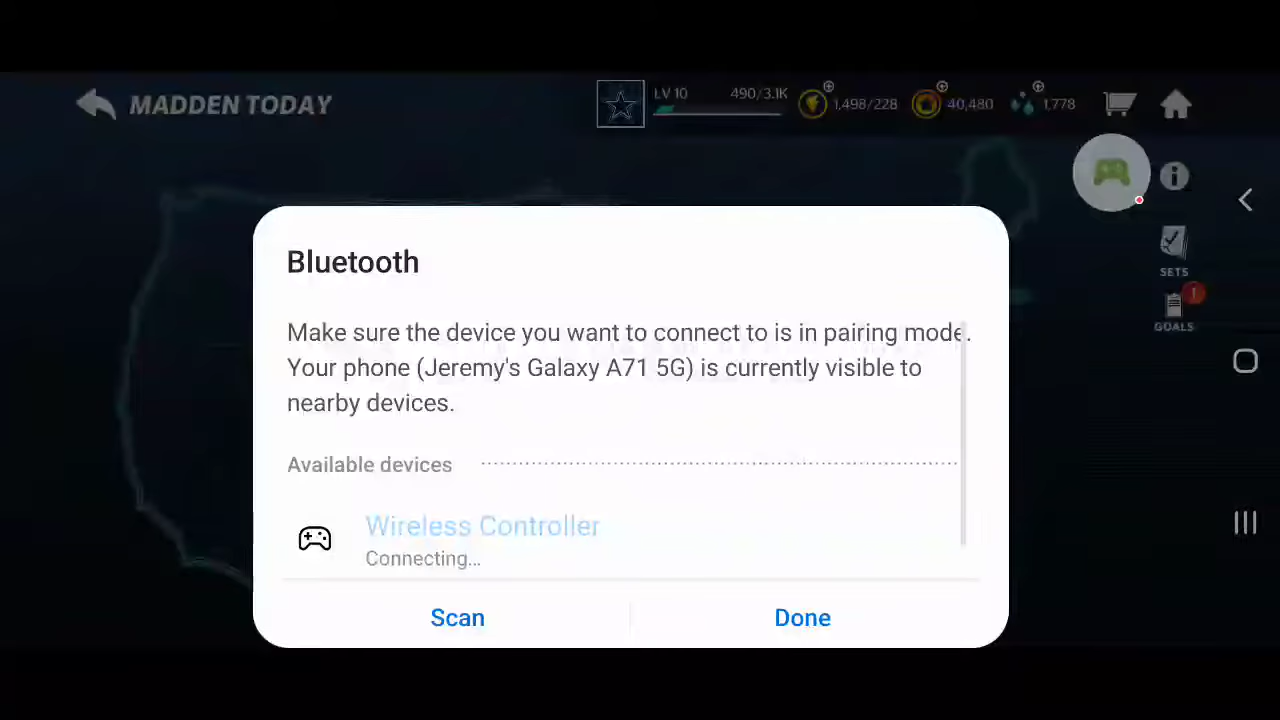 MADDEN TODAY
LV 10 490/3.1K
1,498/228
40,480
1,778
SETS
GOALS
Bluetooth
Make sure the device you want to connect to is in pairing mode.
Your phone (Jeremy's Galaxy A71 5G) is currently visible to
nearby devices.
Available devices
Wireless Controller
Connecting...
Scan Done